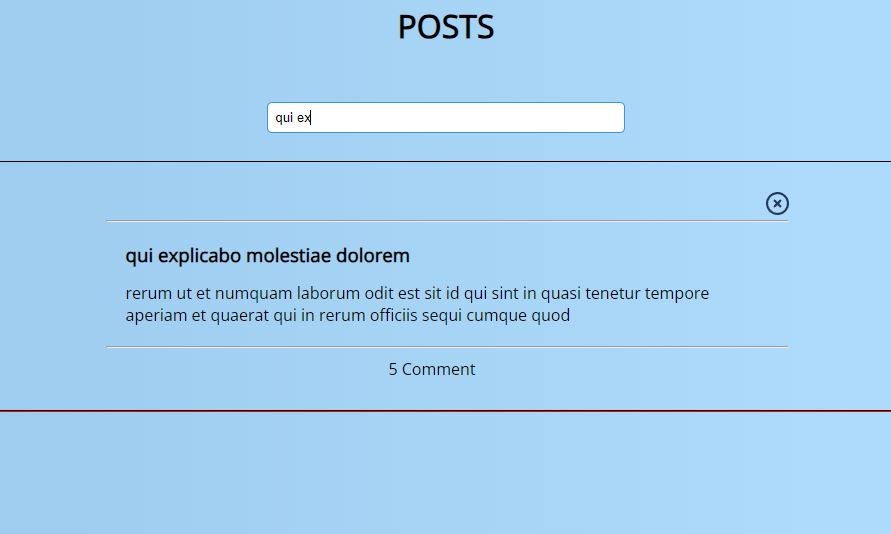 POSTS
qui ex
qui explicabo molestiae dolorem
rerum ut et numquam laborum odit est sit id qui sint in quasi tenetur tempore
aperiam et quaerat qui in rerum officiis sequi cumque quod
5 Comment